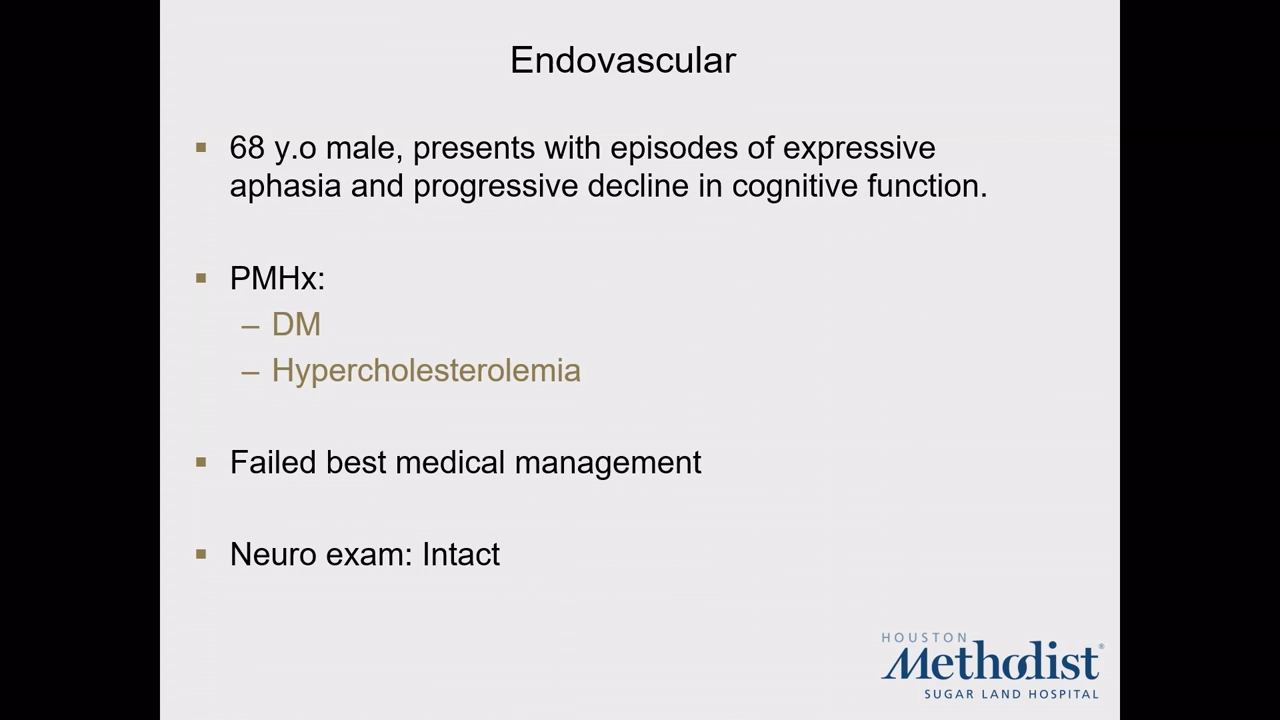 Endovascular
▪ 68 y.o male, presents with episodes of expressive
aphasia and progressive decline in cognitive function.
▪ PMHx:
– DM
– Hypercholesterolemia
▪ Failed best medical management
▪ Neuro exam: Intact
HOUSTON
Methodist®
SUGAR LAND HOSPITAL